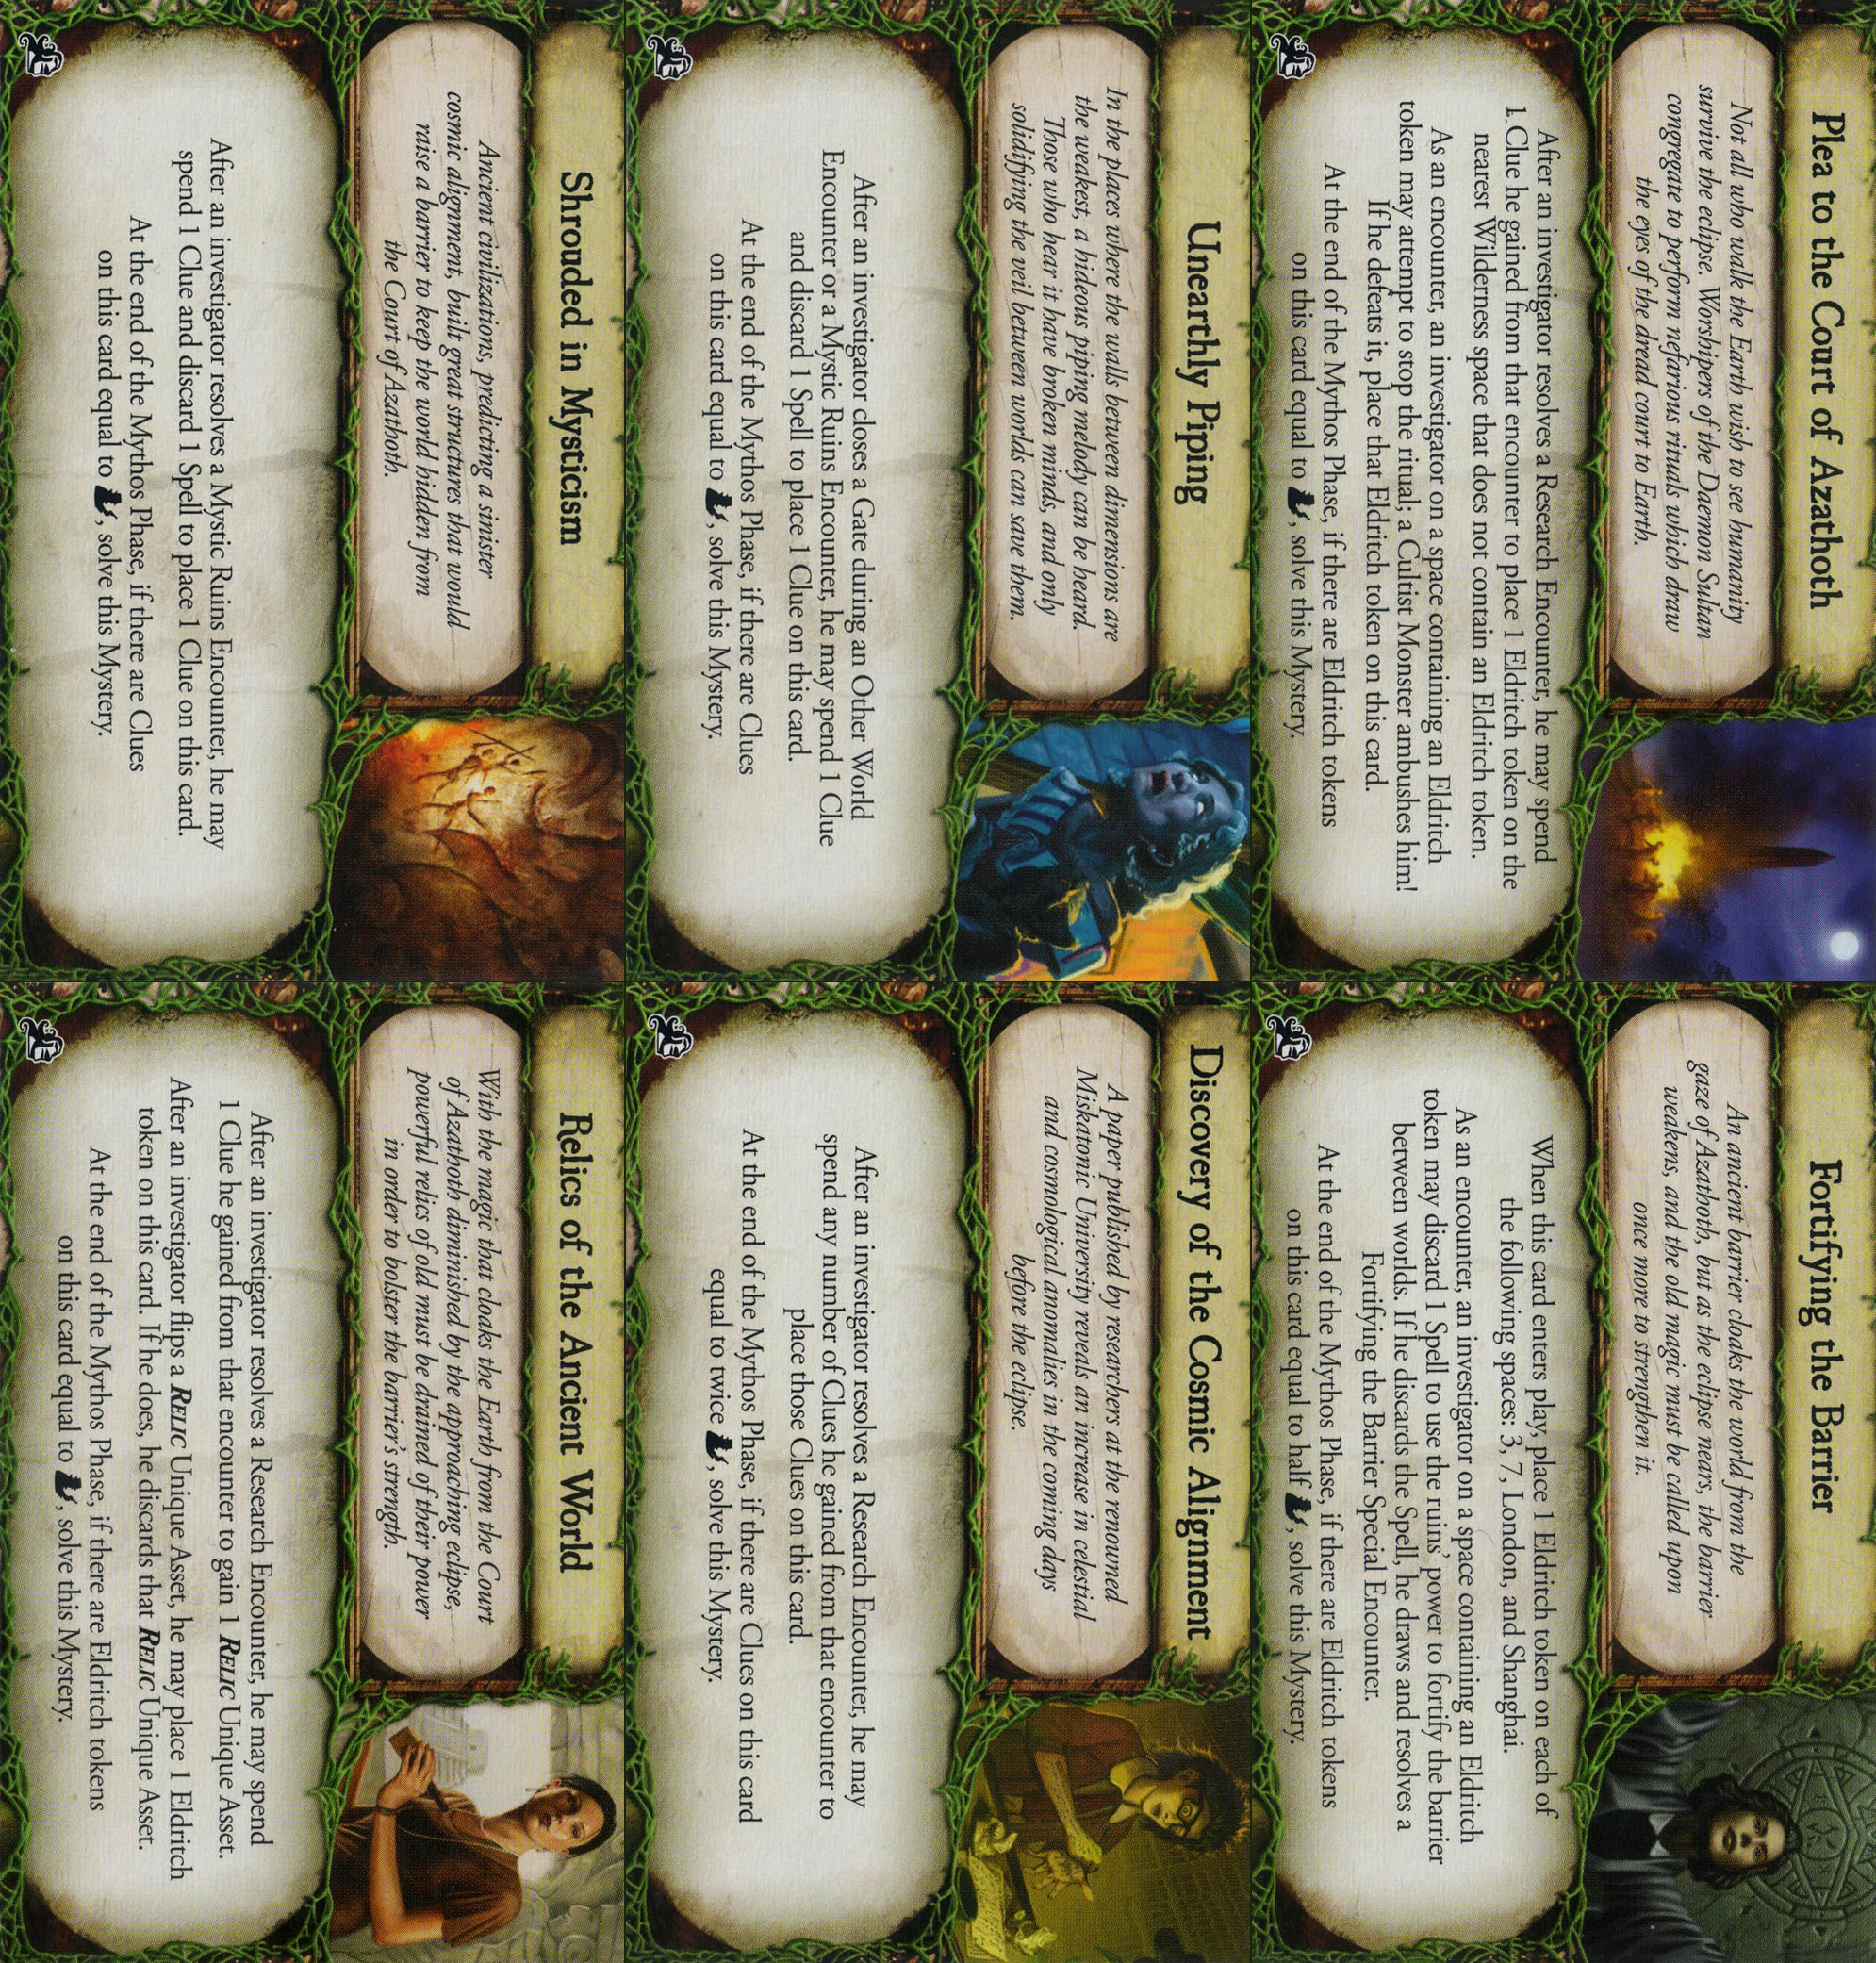 Plea to the Court of Azathoth
Not all who walk the Earth wish to see humanity
survive the eclipse. Worshipers of the Daemon Sultan
congregate to perform nefarious rituals which draw
the eyes of the dread court to Earth.
After an investigator resolves a Research Encounter, he may spend
1 Clue he gained from that encounter to place 1 Eldritch token on the
nearest Wilderness space that does not contain an Eldritch token.
As an encounter, an investigator on a space containing an Eldritch
token may attempt to stop the ritual; a Cultist Monster ambushes him!
If he defeats it, place that Eldritch token on this card.
At the end of the Mythos Phase, if there are Eldritch tokens
on this card equal to , solve this Mystery.
Fortifying the Barrier
An ancient barrier cloaks the world from the
gaze of Azathoth, but as the eclipse nears, the barrier
weakens, and the old magic must be called upon
once more to strengthen it.
When this card enters play, place 1 Eldritch token on each of
the following spaces: 3, 7, London, and Shanghai.
As an encounter, an investigator on a space containing an Eldritch
token may discard 1 Spell to use the ruins' power to fortify the barrier
between worlds. If he discards the Spell, he draws and resolves a
Fortifying the Barrier Special Encounter.
At the end of the Mythos Phase, if there are Eldritch tokens
on this card equal to half , solve this Mystery.
Unearthly Piping
In the places where the walls between dimensions are
the weakest, a hideous piping melody can be heard.
Those who hear it have broken minds, and only
solidifying the veil between worlds can save them.
After an investigator closes a Gate during an Other World
Encounter or a Mystic Ruins Encounter, he may spend 1 Clue
and discard 1 Spell to place 1 Clue on this card.
At the end of the Mythos Phase, if there are Clues
on this card equal to , solve this Mystery.
Discovery of the Cosmic Alignment
A paper published by researchers at the renowned
Miskatonic University reveals an increase in celestial
and cosmological anomalies in the coming days
before the eclipse.
After an investigator resolves a Research Encounter, he may
spend any number of Clues he gained from that encounter to
place those Clues on this card.
At the end of the Mythos Phase, if there are Clues on this card
equal to twice , solve this Mystery.
Shrouded in Mysticism
Ancient civilizations, predicting a sinister
cosmic alignment, built great structures that would
raise a barrier to keep the world hidden from
the Court of Azathoth.
After an investigator resolves a Mystic Ruins Encounter, he may
spend 1 Clue and discard 1 Spell to place 1 Clue on this card.
At the end of the Mythos Phase, if there are Clues
on this card equal to , solve this Mystery.
Relics of the Ancient World
With the magic that cloaks the Earth from the Court
of Azathoth diminished by the approaching eclipse,
powerful relics of old must be drained of their power
in order to bolster the barrier's strength.
After an investigator resolves a Research Encounter, he may spend
1 Clue he gained from that encounter to gain 1 RELIC Unique Asset.
After an investigator flips a RELIC Unique Asset, he may place 1 Eldritch
token on this card. If he does, he discards that RELIC Unique Asset.
At the end of the Mythos Phase, if there are Eldritch tokens
on this card equal to , solve this Mystery.